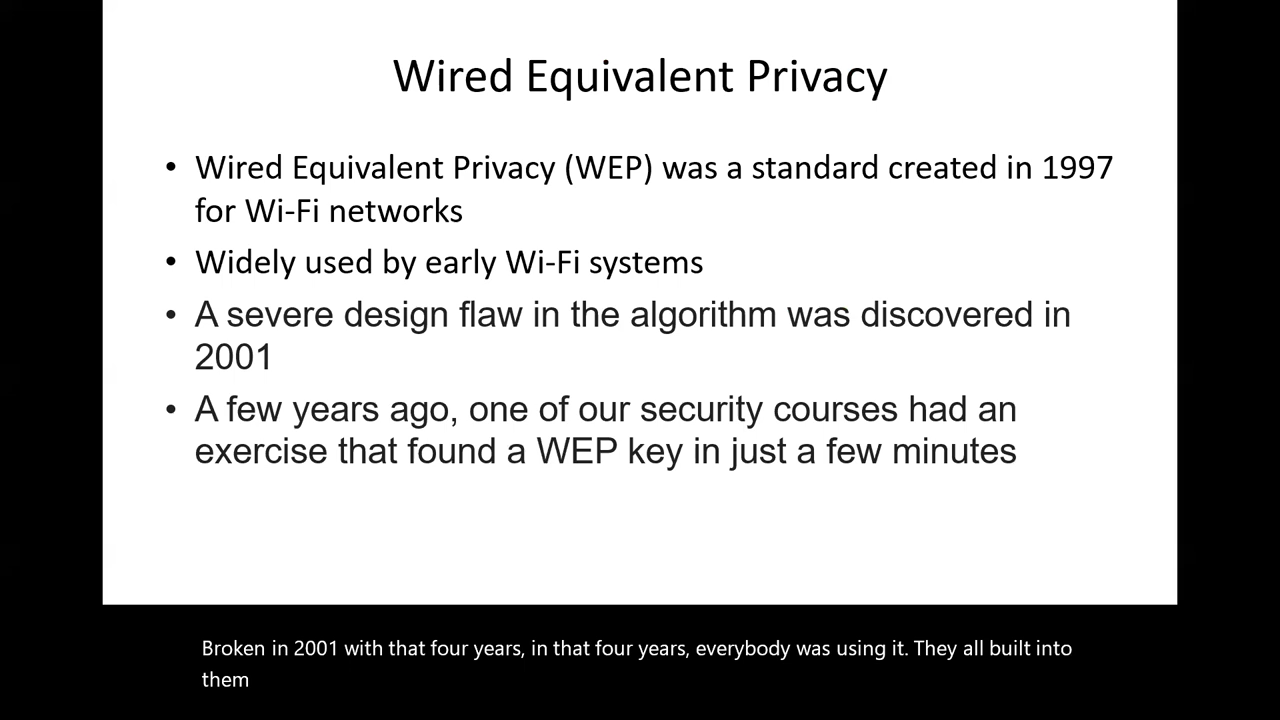 Wired Equivalent Privacy
• Wired Equivalent Privacy (WEP) was a standard created in 1997
for Wi-Fi networks
• Widely used by early Wi-Fi systems
• A severe design flaw in the algorithm was discovered in
2001
• A few years ago, one of our security courses had an
exercise that found a WEP key in just a few minutes
Broken in 2001 with that four years, in that four years, everybody was using it. They all built into
them